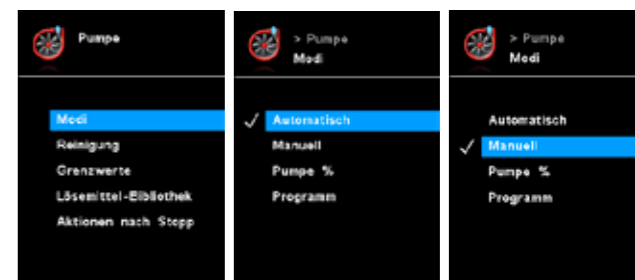 Pumpe
Modi
Reinigung
Grenzwerte
Lösemittel-Bibliothek
Aktionen nach Stopp
> Pumpe
Modi
Automatisch
Manuell
Pumpe %
Programm
> Pumpe
Modi
Automatisch
Manuell
Pumpe %
Programm